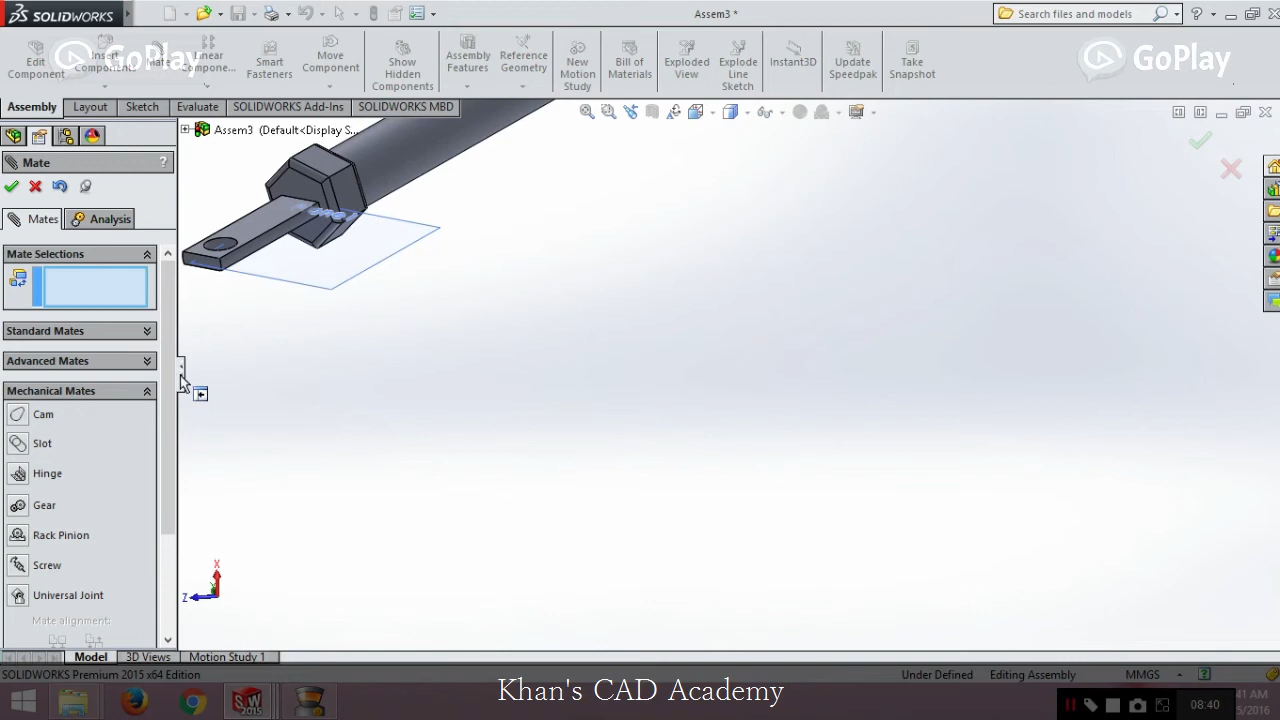 SOLIDWORKS
Assem3 *
Search files and models
Edit Component
Linear Compone...
Smart Fasteners
Move Component
Show Hidden Components
Assembly Features
Reference Geometry
New Motion Study
Bill of Materials
Exploded View
Explode Line Sketch
Instant3D
Update Speedpak
Take Snapshot
GoPlay
GoPlay
Assembly
Layout
Sketch
Evaluate
SOLIDWORKS Add-Ins
SOLIDWORKS MBD
Assem3 (Default<Display S...
Mate
?
Mates
Analysis
Mate Selections
Standard Mates
Advanced Mates
Mechanical Mates
Cam
Slot
Hinge
Gear
Rack Pinion
Screw
Universal Joint
Mate alignment:
X
Z
Model
3D Views
Motion Study 1
SOLIDWORKS Premium 2015 x64 Edition
Under Defined
Editing Assembly
MMGS
Khan's CAD Academy
08:40